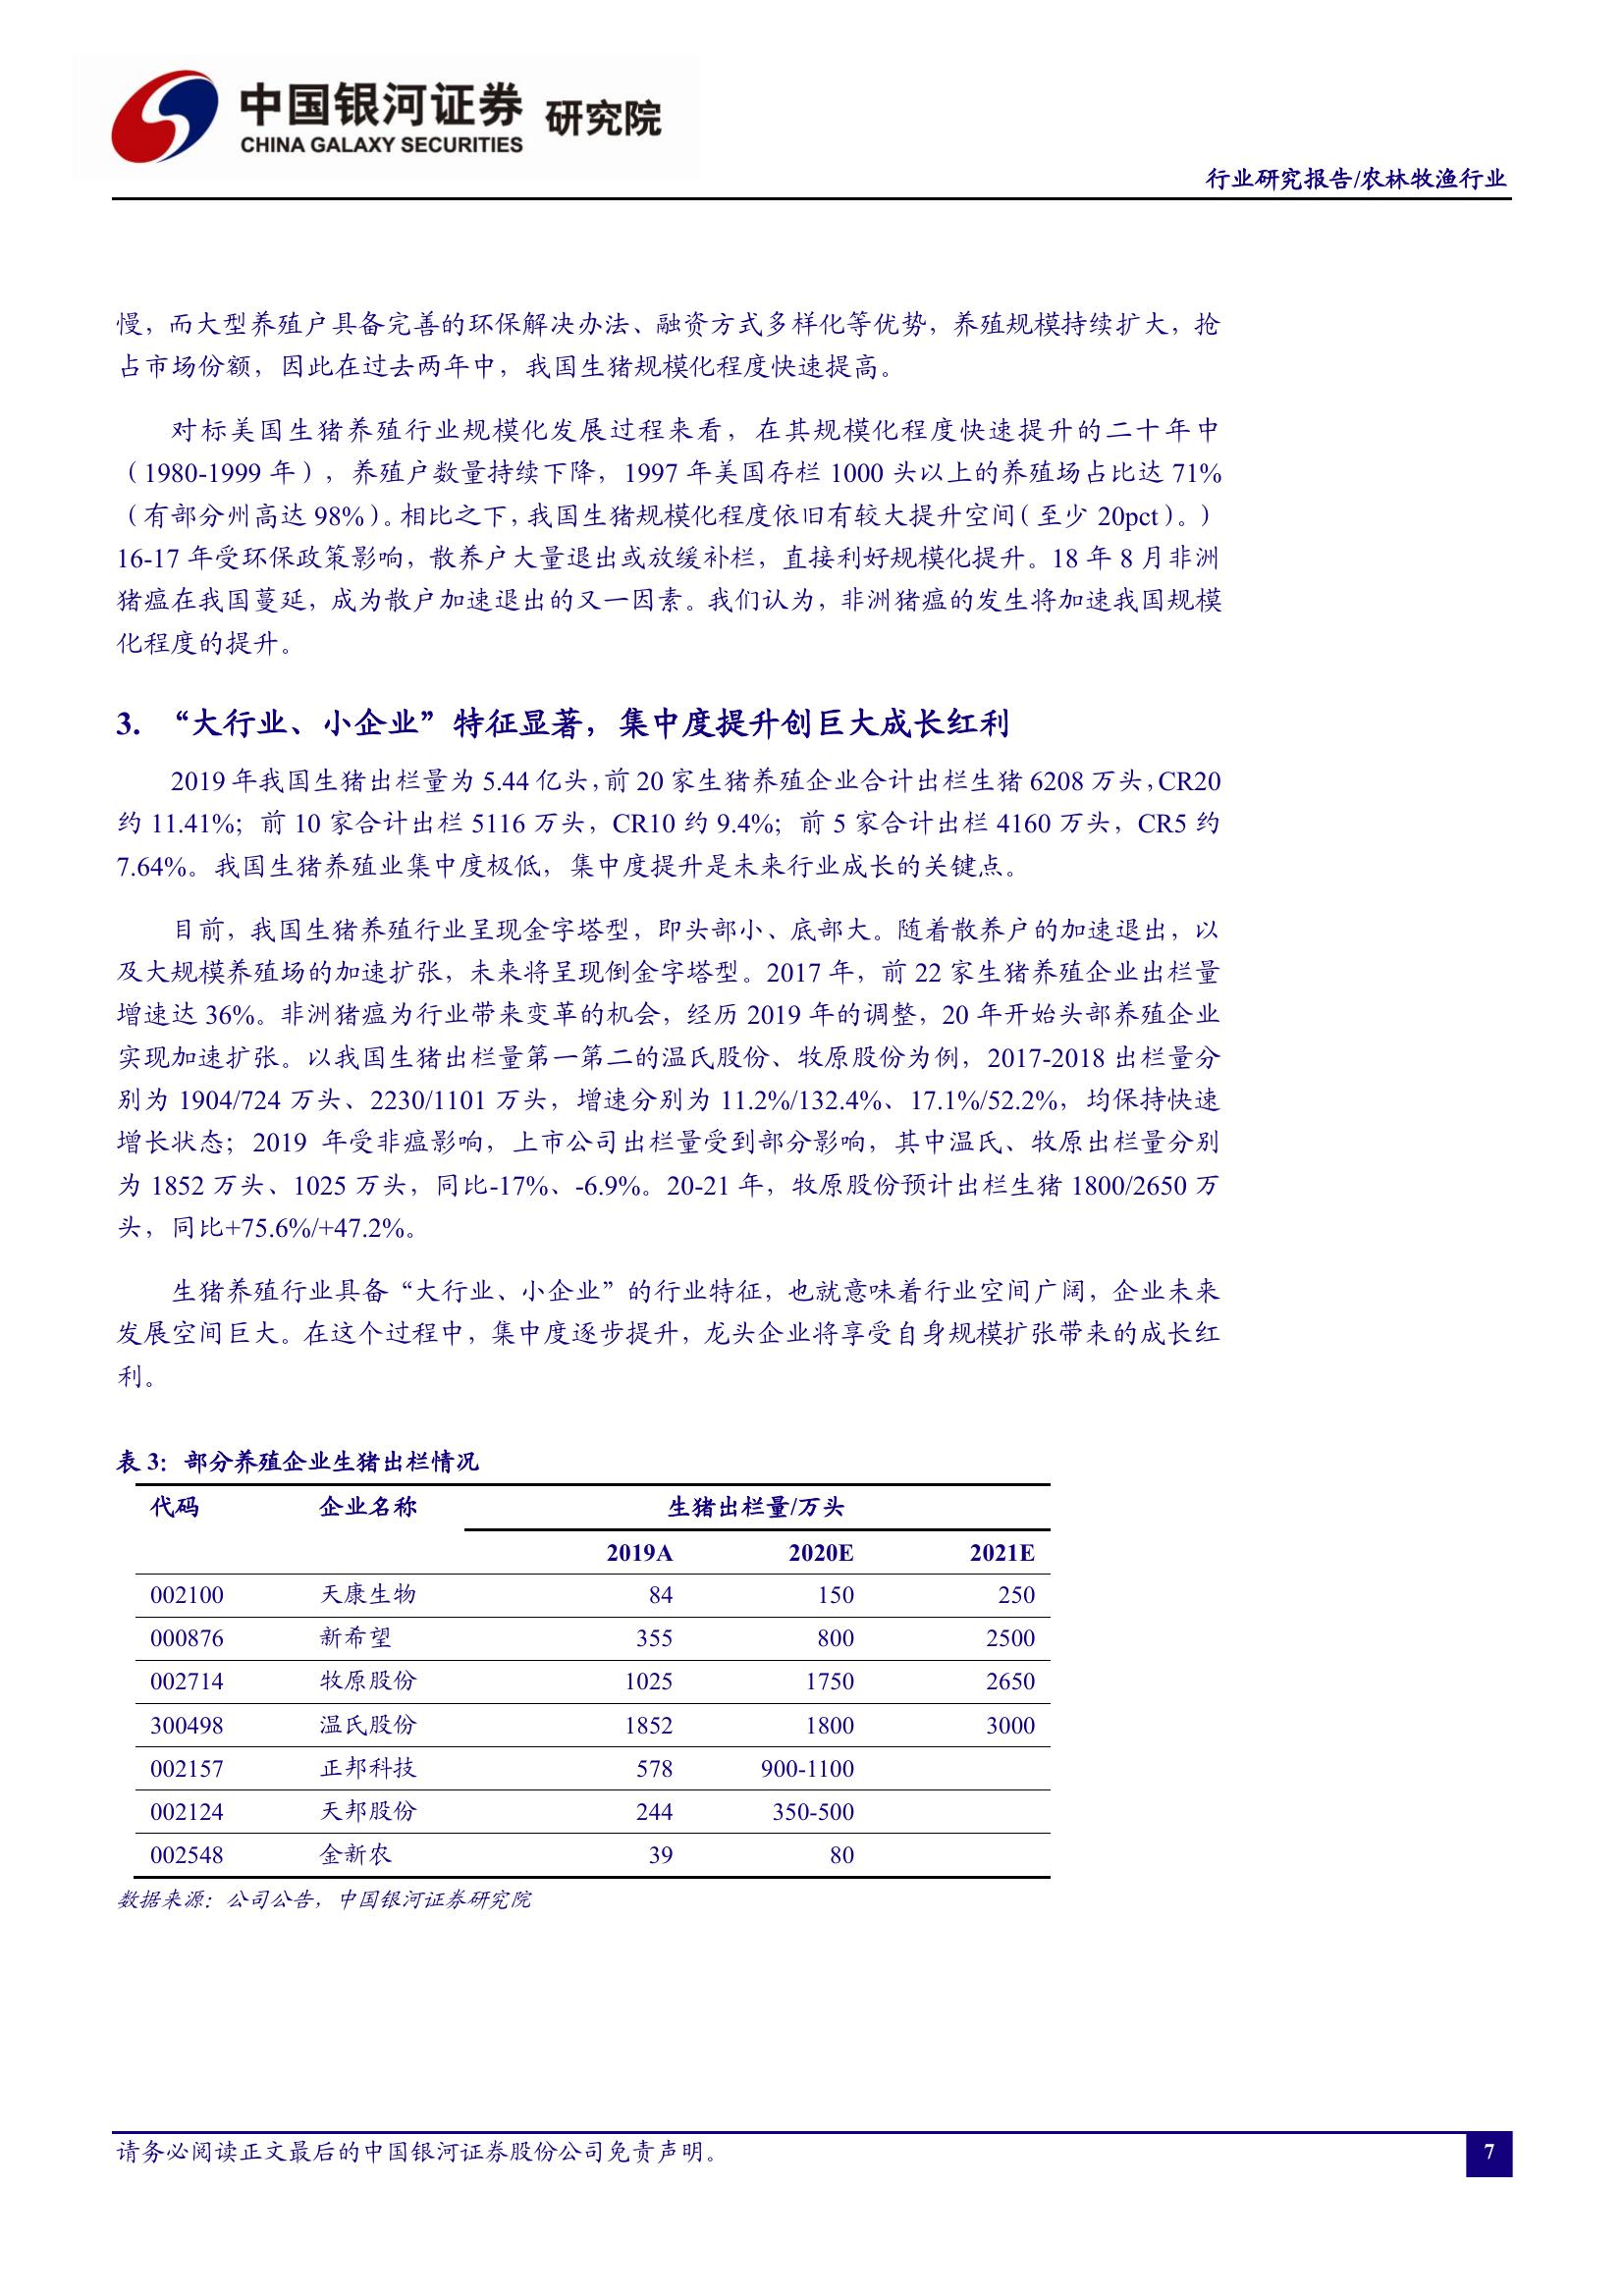 中国银河证券 研究院
CHINA GALAXY SECURITIES
行业研究报告/农林牧渔行业
慢，而大型养殖户具备完善的环保解决办法、融资方式多样化等优势，养殖规模持续扩大，抢
占市场份额，因此在过去两年中，我国生猪规模化程度快速提高。
对标美国生猪养殖行业规模化发展过程来看，在其规模化程度快速提升的二十年中
（1980-1999 年），养殖户数量持续下降，1997 年美国存栏 1000 头以上的养殖场占比达 71%
（有部分州高达 98%）。相比之下，我国生猪规模化程度依旧有较大提升空间（至少 20pct）。）
16-17 年受环保政策影响，散养户大量退出或放缓补栏，直接利好规模化提升。18 年 8 月非洲
猪瘟在我国蔓延，成为散户加速退出的又一因素。我们认为，非洲猪瘟的发生将加速我国规模
化程度的提升。
3. “大行业、小企业”特征显著，集中度提升创巨大成长红利
2019 年我国生猪出栏量为 5.44 亿头，前 20 家生猪养殖企业合计出栏生猪 6208 万头，CR20
约 11.41%；前 10 家合计出栏 5116 万头，CR10 约 9.4%；前 5 家合计出栏 4160 万头，CR5 约
7.64%。我国生猪养殖业集中度极低，集中度提升是未来行业成长的关键点。
目前，我国生猪养殖行业呈现金字塔型，即头部小、底部大。随着散养户的加速退出，以
及大规模养殖场的加速扩张，未来将呈现倒金字塔型。2017 年，前 22 家生猪养殖企业出栏量
增速达 36%。非洲猪瘟为行业带来变革的机会，经历 2019 年的调整，20 年开始头部养殖企业
实现加速扩张。以我国生猪出栏量第一第二的温氏股份、牧原股份为例，2017-2018 出栏量分
别为 1904/724 万头、2230/1101 万头，增速分别为 11.2%/132.4%、17.1%/52.2%，均保持快速
增长状态；2019 年受非瘟影响，上市公司出栏量受到部分影响，其中温氏、牧原出栏量分别
为 1852 万头、1025 万头，同比-17%、-6.9%。20-21 年，牧原股份预计出栏生猪 1800/2650 万
头，同比+75.6%/+47.2%。
生猪养殖行业具备“大行业、小企业”的行业特征，也就意味着行业空间广阔，企业未来
发展空间巨大。在这个过程中，集中度逐步提升，龙头企业将享受自身规模扩张带来的成长红
利。
表 3：部分养殖企业生猪出栏情况
代码 企业名称 生猪出栏量/万头
2019A 2020E 2021E
002100 天康生物 84 150 250
000876 新希望 355 800 2500
002714 牧原股份 1025 1750 2650
300498 温氏股份 1852 1800 3000
002157 正邦科技 578 900-1100
002124 天邦股份 244 350-500
002548 金新农 39 80
数据来源：公司公告，中国银河证券研究院
请务必阅读正文最后的中国银河证券股份公司免责声明。
7